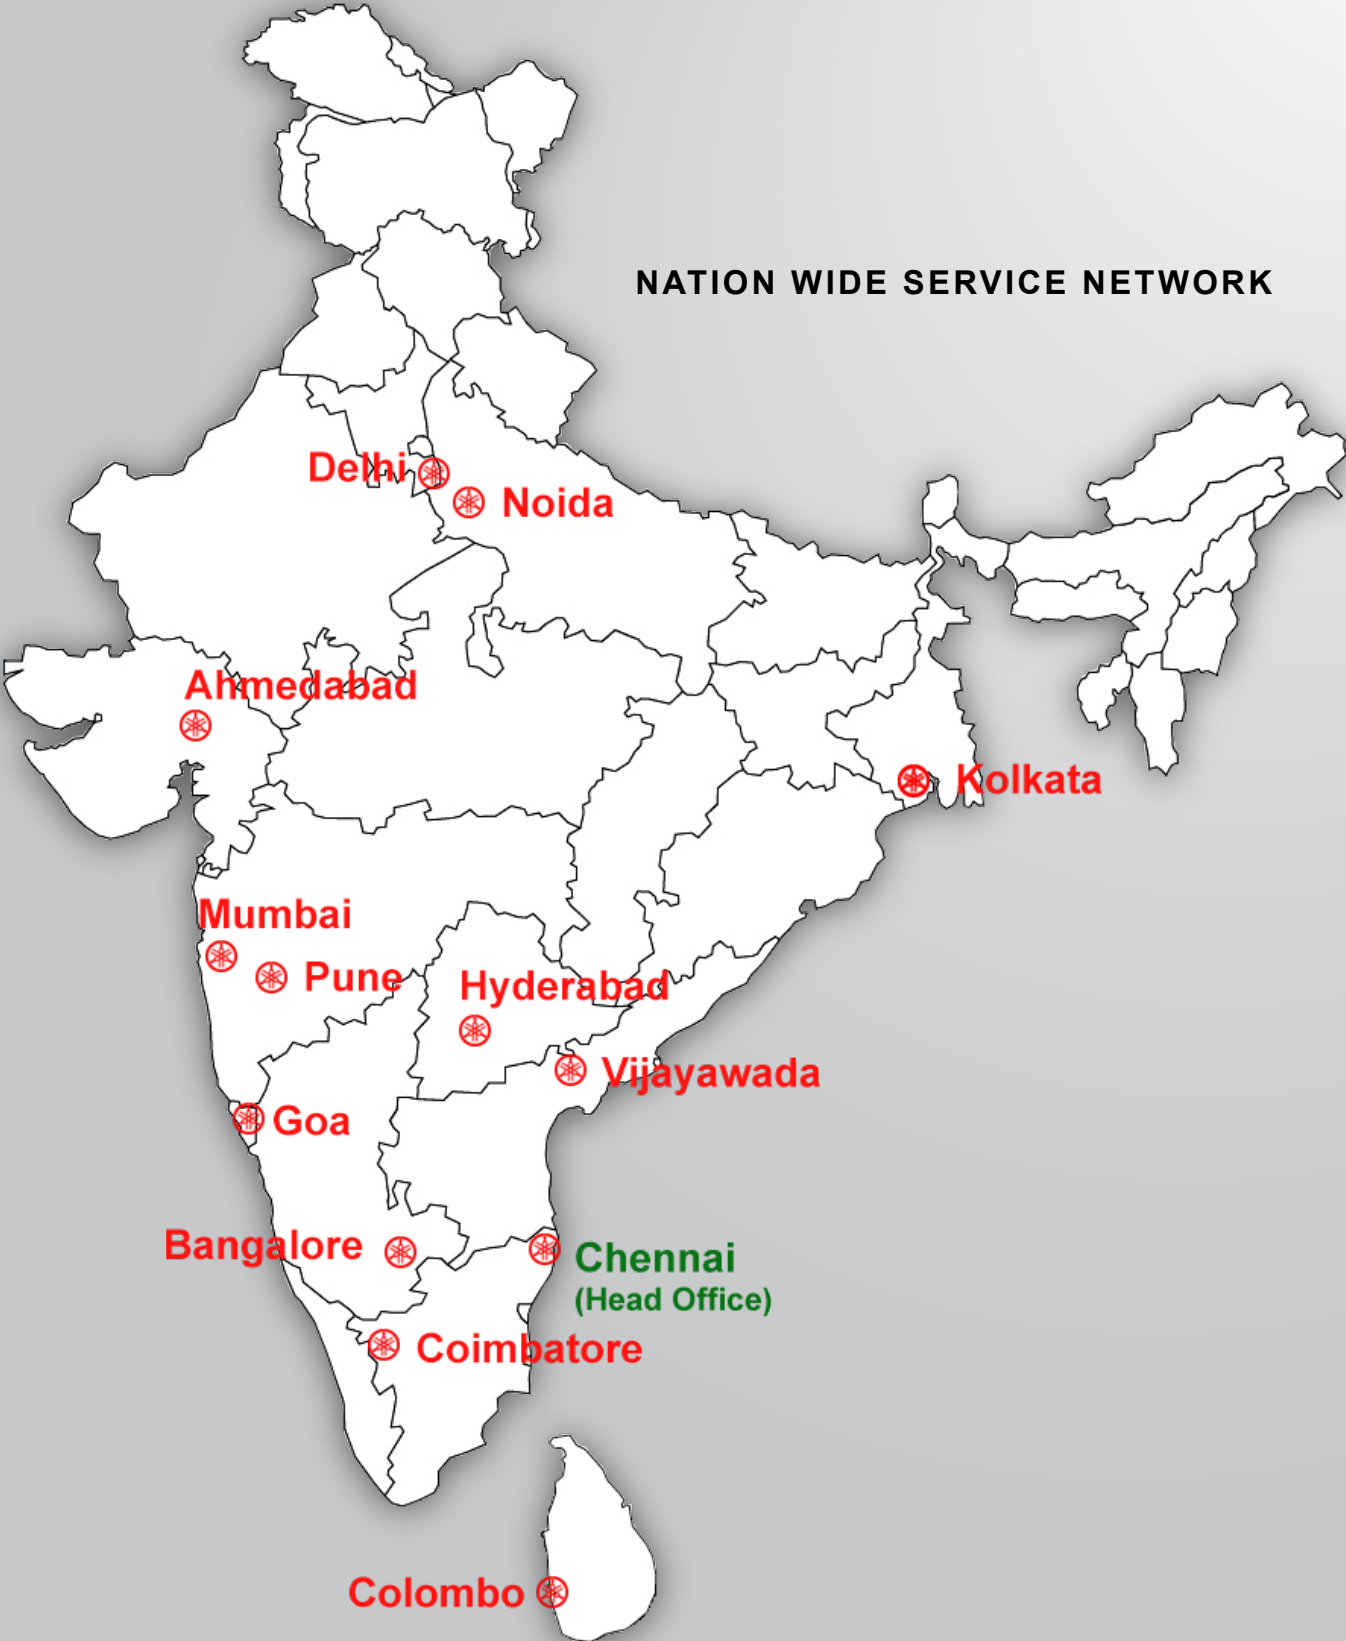 NATION WIDE SERVICE NETWORK
Delhi
Noida
Ahmedabad
Kolkata
Mumbai
Pune
Hyderabad
Vijayawada
Goa
Bangalore
Chennai
(Head Office)
Coimbatore
Colombo